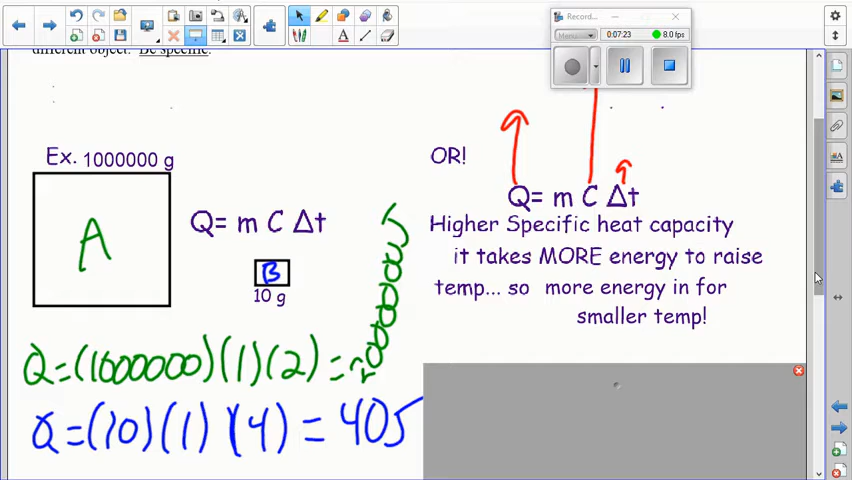 Record...
Menu
0:07:23
8.0 fps
different object. Be specific.
Ex. 1000000 g
A
Q= m C Δt
B
10 g
Q=(1000000)(1)(2)=2000000J
Q=(10)(1)(4)=40J
OR!
Q= m C Δt
Higher Specific heat capacity
it takes MORE energy to raise
temp... so more energy in for
smaller temp!